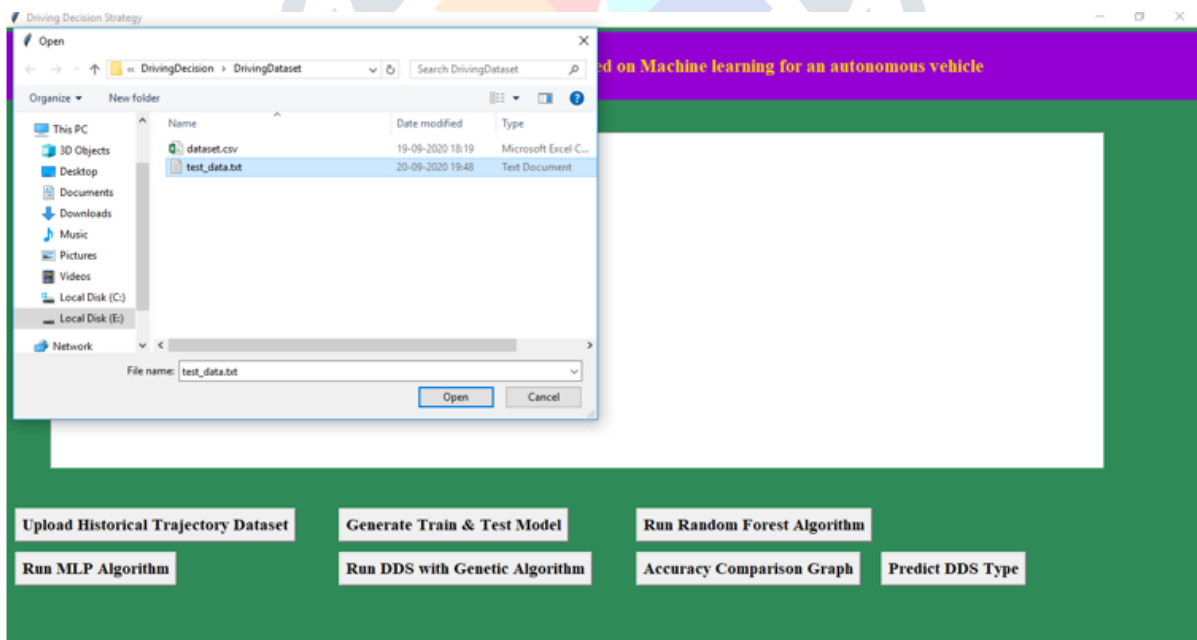 Driving Decision Strategy
Open
« DrivingDecision › DrivingDataset
Search DrivingDataset
ed on Machine learning for an autonomous vehicle
Organize
New folder
Name
Date modified
Type
This PC
3D Objects
Desktop
Documents
Downloads
Music
Pictures
Videos
Local Disk (C:)
Local Disk (E:)
Network
dataset.csv
19-09-2020 18:19
Microsoft Excel C...
test_data.txt
20-09-2020 19:48
Text Document
File name:
test_data.txt
Open
Cancel
Upload Historical Trajectory Dataset
Generate Train & Test Model
Run Random Forest Algorithm
Run MLP Algorithm
Run DDS with Genetic Algorithm
Accuracy Comparison Graph
Predict DDS Type